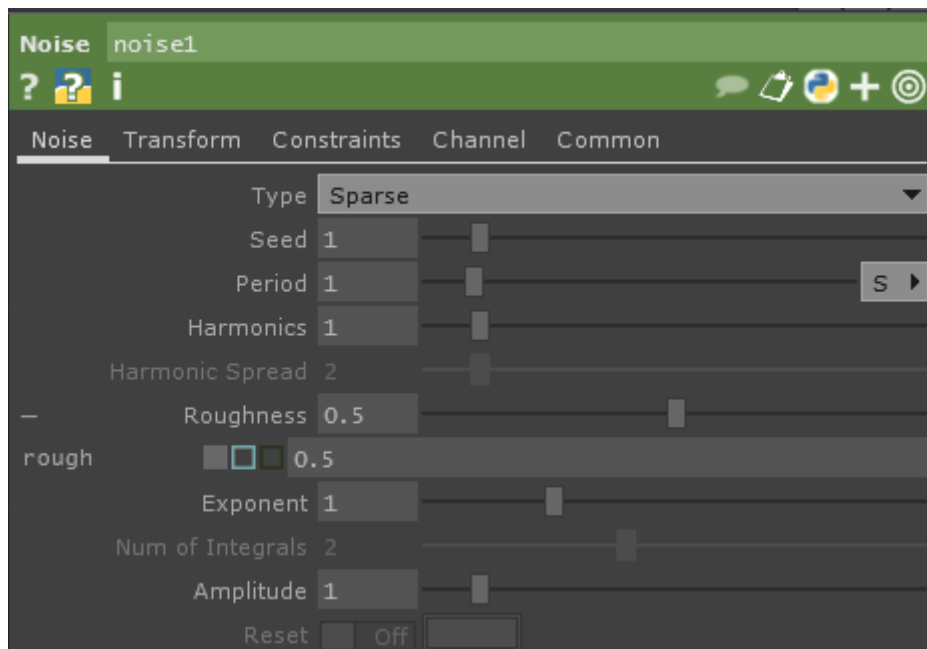 Noise noise1
? ? i
Noise Transform Constraints Channel Common
Type Sparse
Seed 1
Period 1 S
Harmonics 1
Harmonic Spread 2
– Roughness 0.5
rough 0.5
Exponent 1
Num of Integrals 2
Amplitude 1
Reset Off